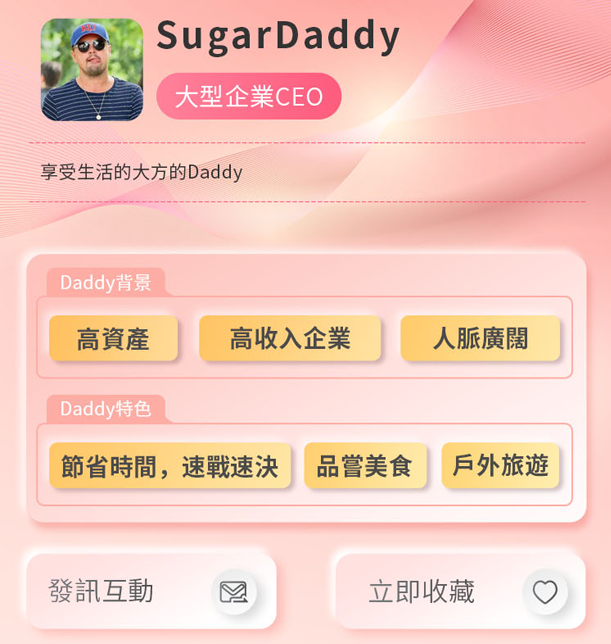 SugarDaddy
大型企業CEO
享受生活的大方的Daddy
Daddy背景
高資產 高收入企業 人脈廣闊
Daddy特色
節省時間，速戰速決 品嘗美食 戶外旅遊
發訊互動 立即收藏